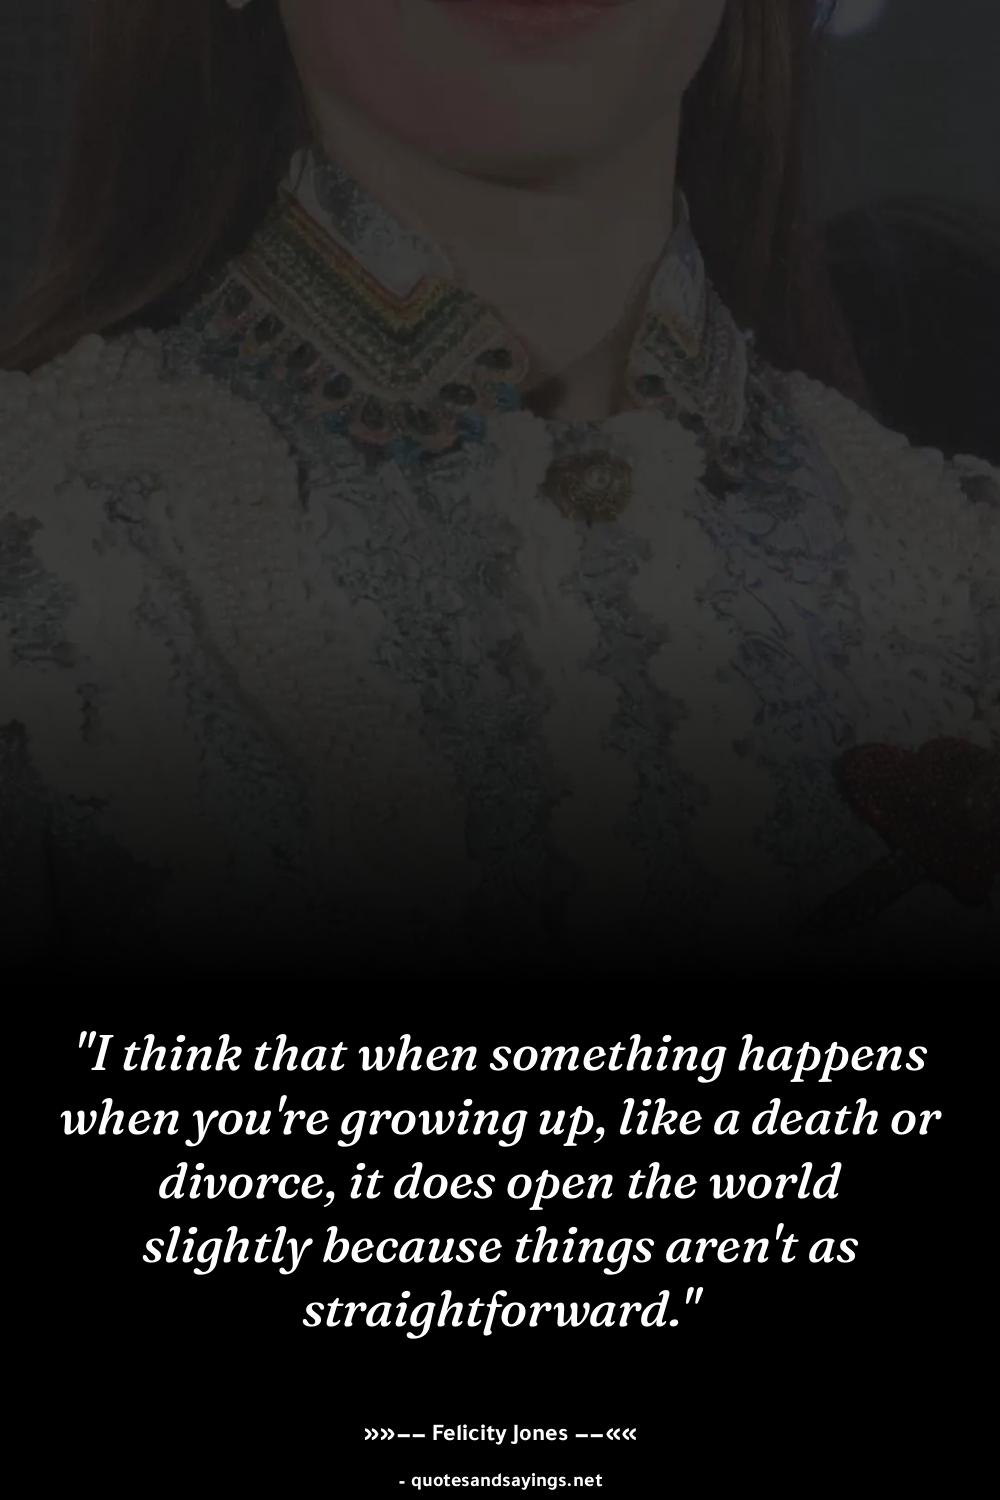 "I think that when something happens
when you're growing up, like a death or
divorce, it does open the world
slightly because things aren't as
straightforward."
»»–– Felicity Jones ––««
- quotesandsayings.net